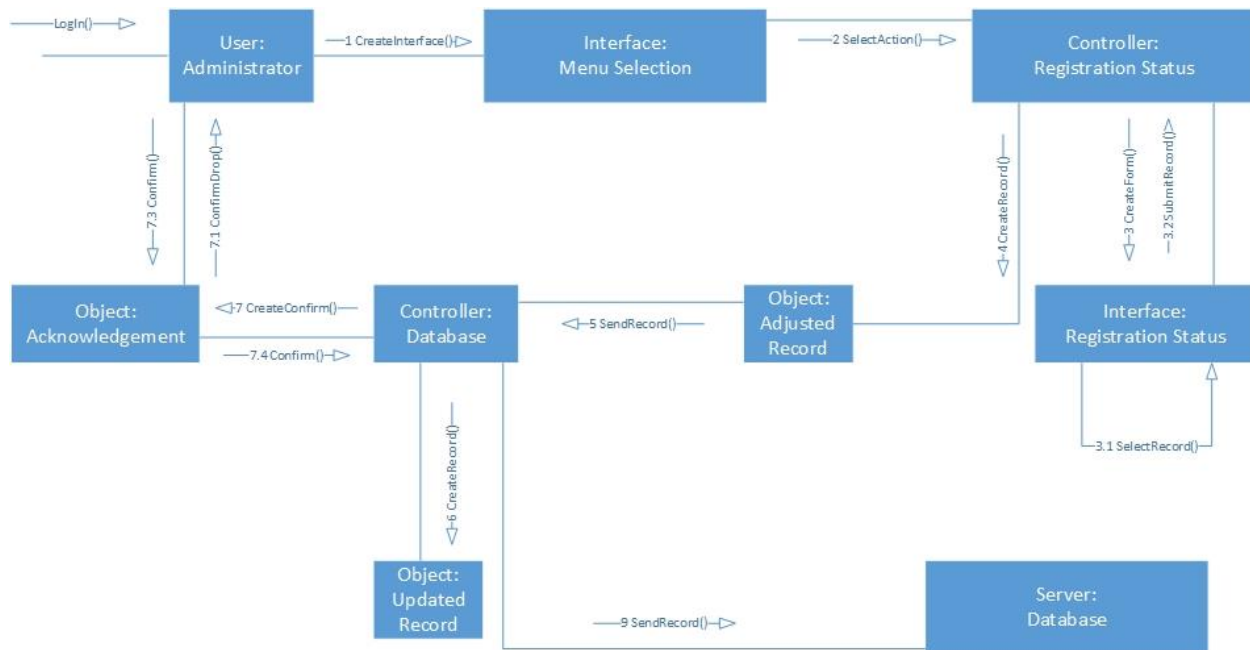 LogIn()
User:
Administrator
1 CreateInterface()
Interface:
Menu Selection
2 SelectAction()
Controller:
Registration Status
7.3 Confirm()
7.1 ConfirmDrop()
4 CreateRecord()
3 CreateForm()
3.2SubmitRecord()
Object:
Acknowledgement
7 CreateConfirm()
7.4 Confirm()
Controller:
Database
5 SendRecord()
Object:
Adjusted
Record
Interface:
Registration Status
3.1 SelectRecord()
6 CreateRecord()
Object:
Updated
Record
9 SendRecord()
Server:
Database